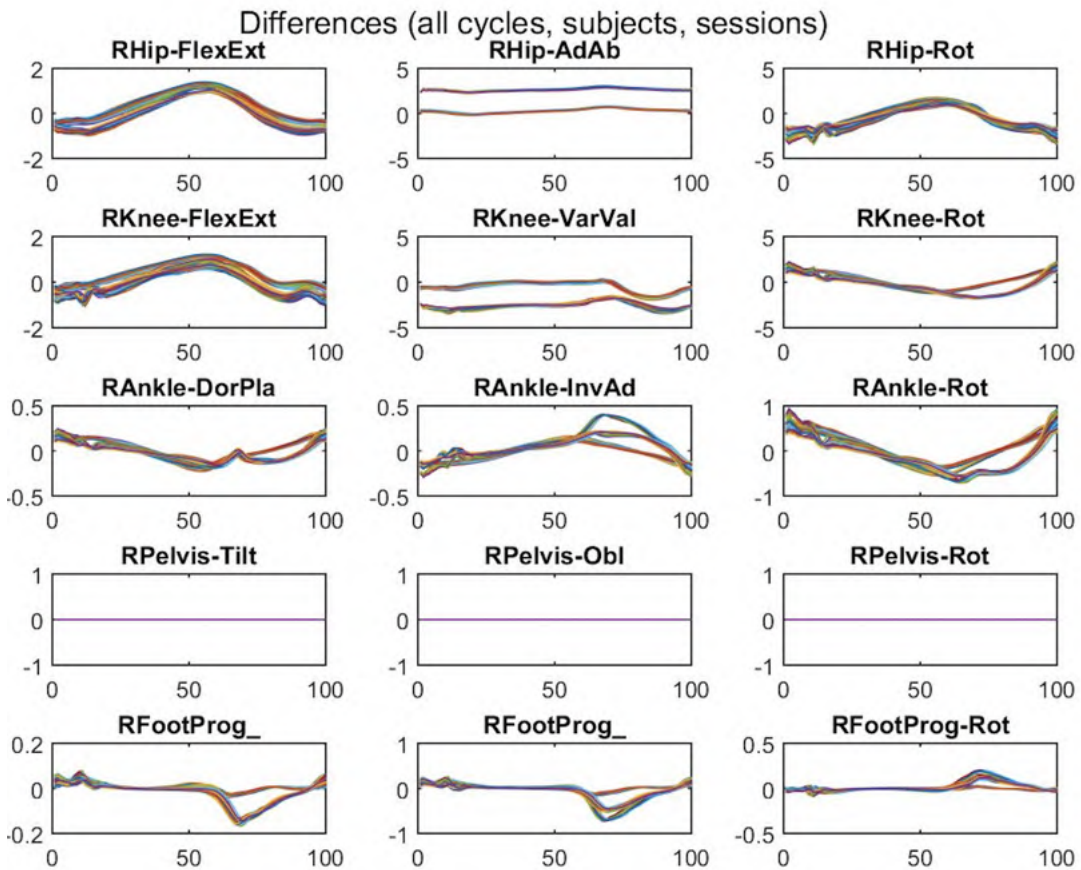 Differences (all cycles, subjects, sessions)
RHip-FlexExt RHip-AdAb RHip-Rot
2 5 5
0 0 0
-2 -5 -5
0 50 100 0 50 100 0 50 100
RKnee-FlexExt RKnee-VarVal RKnee-Rot
2 5 5
0 0 0
-2 -5 -5
0 50 100 0 50 100 0 50 100
RAnkle-DorPla RAnkle-InvAd RAnkle-Rot
0.5 0.5 1
0 0 0
-0.5 -0.5 -1
0 50 100 0 50 100 0 50 100
RPelvis-Tilt RPelvis-Obl RPelvis-Rot
1 1 1
0 0 0
-1 -1 -1
0 50 100 0 50 100 0 50 100
RFootProg_ RFootProg_ RFootProg-Rot
0.2 1 0.5
0 0 0
-0.2 -1 -0.5
0 50 100 0 50 100 0 50 100